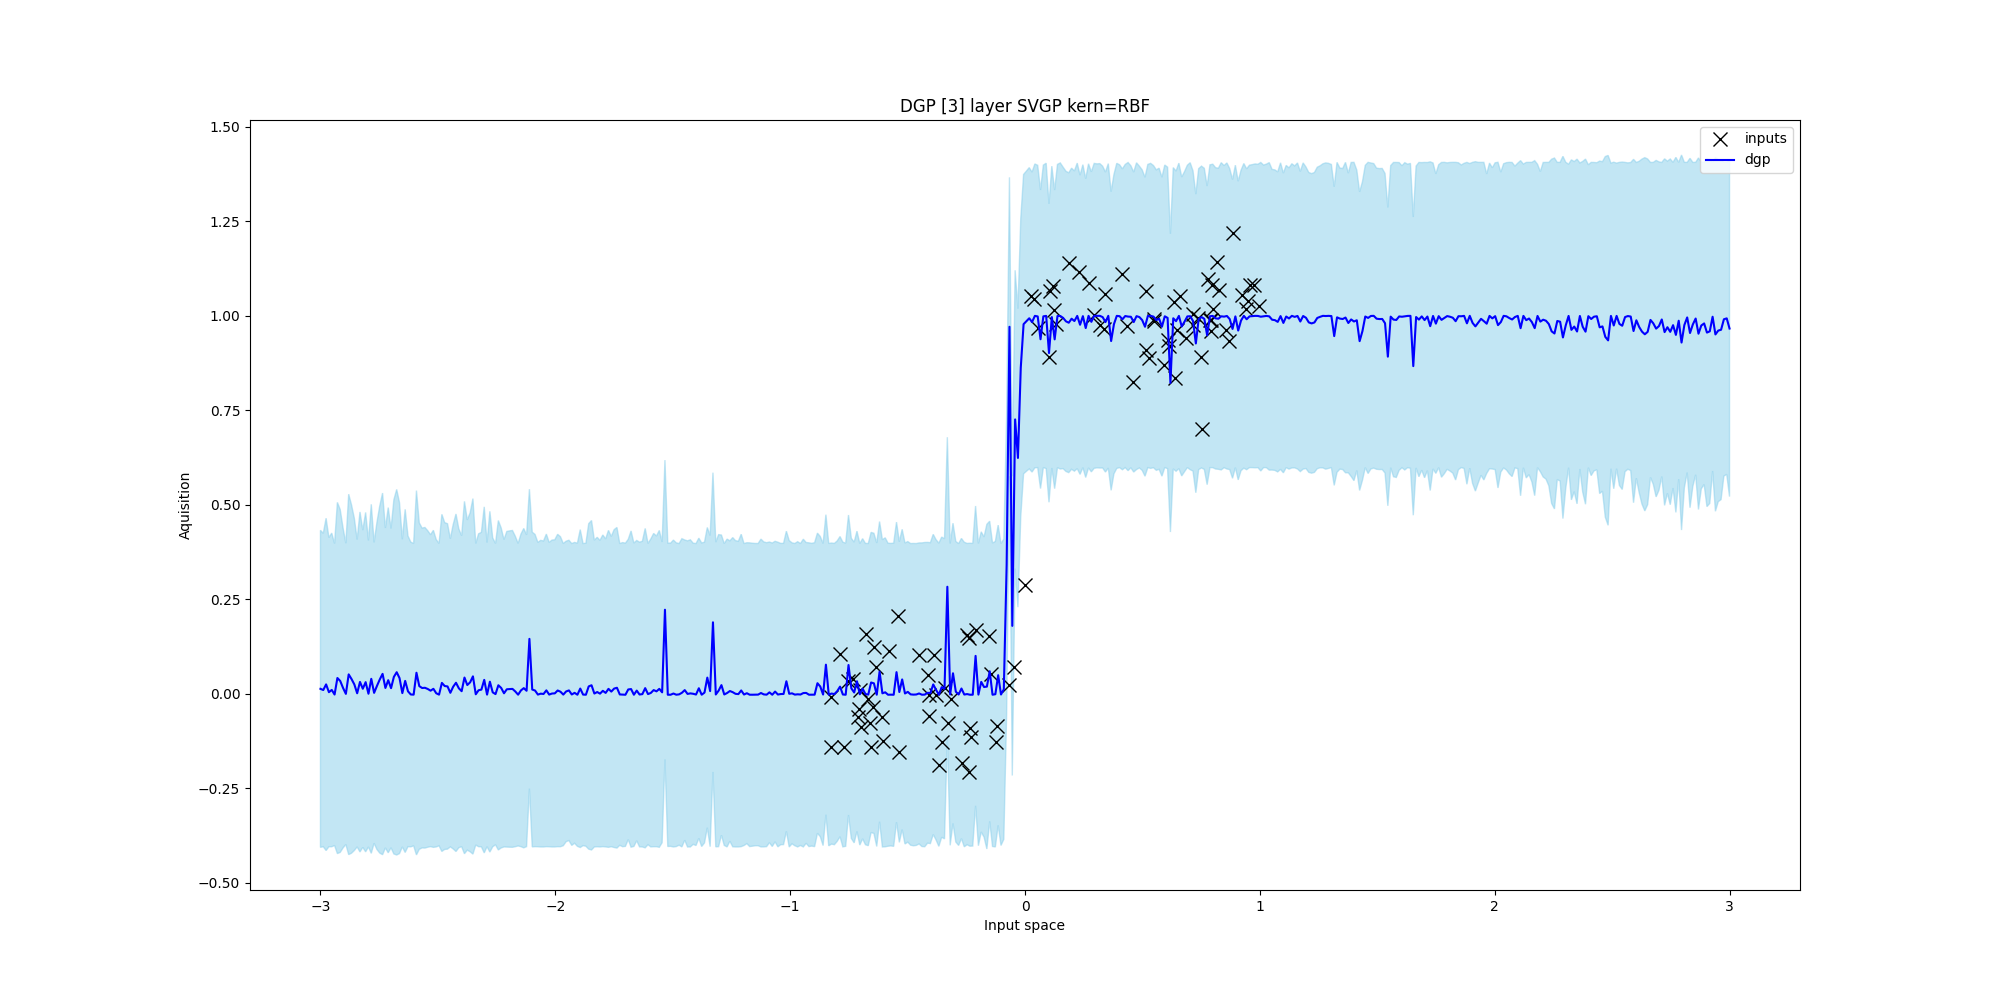 DGP [3] layer SVGP kern=RBF
inputs
dgp
1.50
1.25
1.00
0.75
0.50
0.25
0.00
−0.25
−0.50
Aquisition
−3 −2 −1 0 1 2 3
Input space